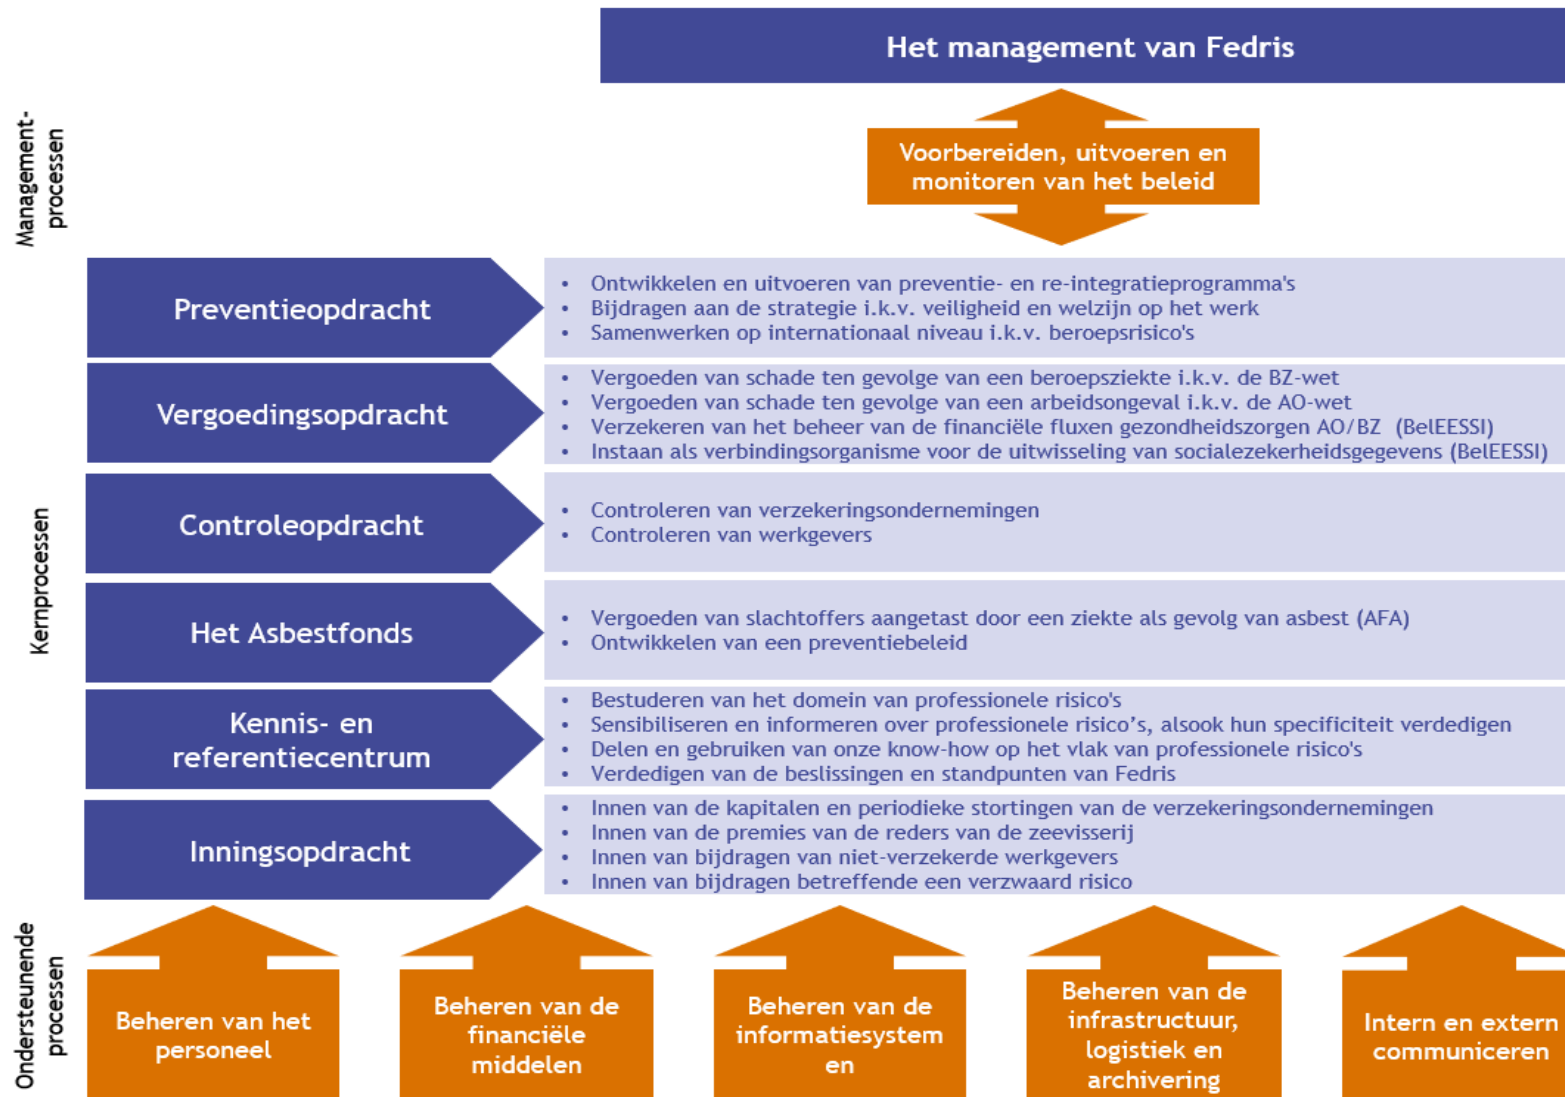 Het management van Fedris
Management-
processen
Voorbereiden, uitvoeren en
monitoren van het beleid
Kernprocessen
Preventieopdracht
• Ontwikkelen en uitvoeren van preventie- en re-integratieprogramma's
• Bijdragen aan de strategie i.k.v. veiligheid en welzijn op het werk
• Samenwerken op internationaal niveau i.k.v. beroepsrisico's
Vergoedingsopdracht
• Vergoeden van schade ten gevolge van een beroepsziekte i.k.v. de BZ-wet
• Vergoeden van schade ten gevolge van een arbeidsongeval i.k.v. de AO-wet
• Verzekeren van het beheer van de financiële fluxen gezondheidszorgen AO/BZ (BelEESSI)
• Instaan als verbindingsorganisme voor de uitwisseling van socialezekerheidsgegevens (BelEESSI)
Controleopdracht
• Controleren van verzekeringsondernemingen
• Controleren van werkgevers
Het Asbestfonds
• Vergoeden van slachtoffers aangetast door een ziekte als gevolg van asbest (AFA)
• Ontwikkelen van een preventiebeleid
Kennis- en
referentiecentrum
• Bestuderen van het domein van professionele risico's
• Sensibiliseren en informeren over professionele risico’s, alsook hun specificiteit verdedigen
• Delen en gebruiken van onze know-how op het vlak van professionele risico's
• Verdedigen van de beslissingen en standpunten van Fedris
Inningsopdracht
• Innen van de kapitalen en periodieke stortingen van de verzekeringsondernemingen
• Innen van de premies van de reders van de zeevisserij
• Innen van bijdragen van niet-verzekerde werkgevers
• Innen van bijdragen betreffende een verzwaard risico
Ondersteunende
processen
Beheren van het
personeel
Beheren van de
financiële
middelen
Beheren van de
informatiesystem
en
Beheren van de
infrastructuur,
logistiek en
archivering
Intern en extern
communiceren